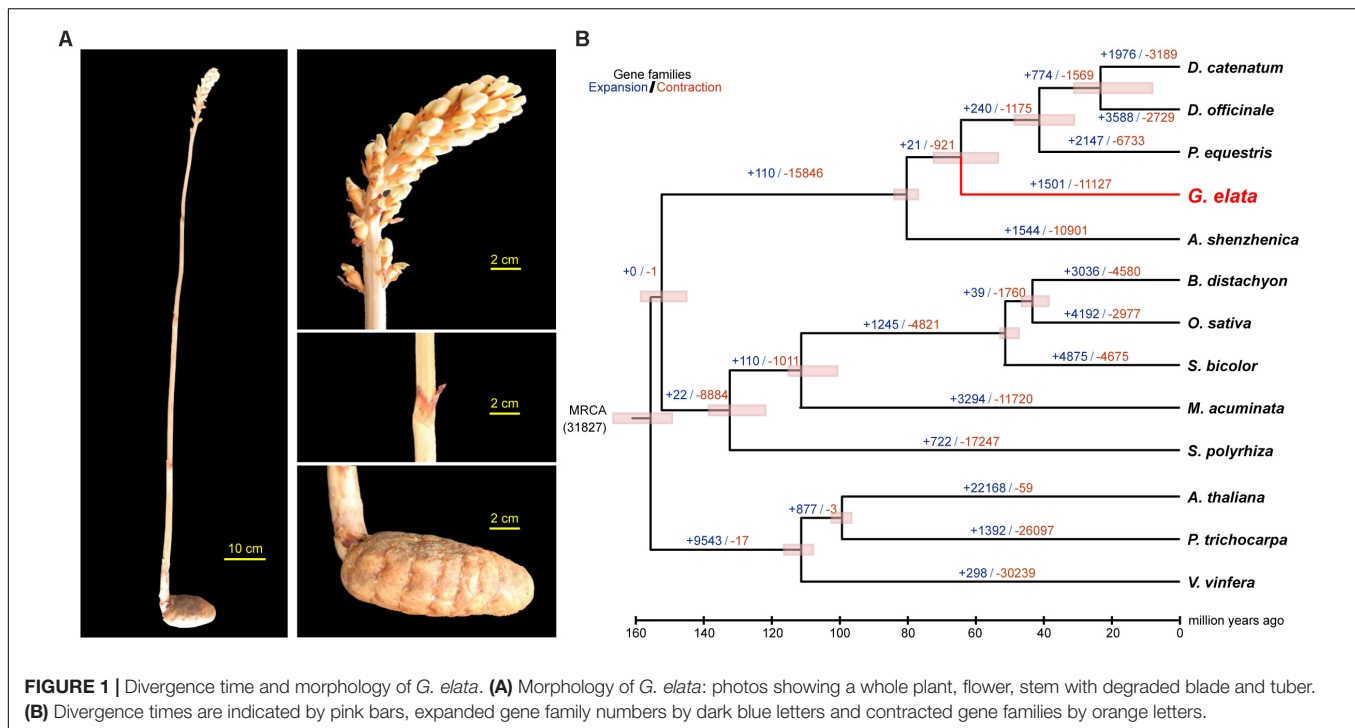 A
10 cm
2 cm
2 cm
2 cm
B
Gene families
Expansion/Contraction
+1976 / -3189
D. catenatum
+774 / -1569
D. officinale
+3588 / -2729
+240 / -1175
+2147 / -6733
P. equestris
+21 / -921
+110 / -15846
+1501 / -11127
G. elata
+1544 / -10901
A. shenzhenica
+0 / -1
+3036 / -4580
B. distachyon
+39 / -1760
+4192 / -2977
O. sativa
+1245 / -4821
+4875 / -4675
S. bicolor
+110 / -1011
+22 / -8884
+3294 / -11720
M. acuminata
MRCA
(31827)
+722 / -17247
S. polyrhiza
+22168 / -59
A. thaliana
+877 / -3
+1392 / -26097
P. trichocarpa
+9543 / -17
+298 / -30239
V. vinfera
160 140 120 100 80 60 40 20 0 million years ago
FIGURE 1 | Divergence time and morphology of G. elata. (A) Morphology of G. elata: photos showing a whole plant, flower, stem with degraded blade and tuber.
(B) Divergence times are indicated by pink bars, expanded gene family numbers by dark blue letters and contracted gene families by orange letters.